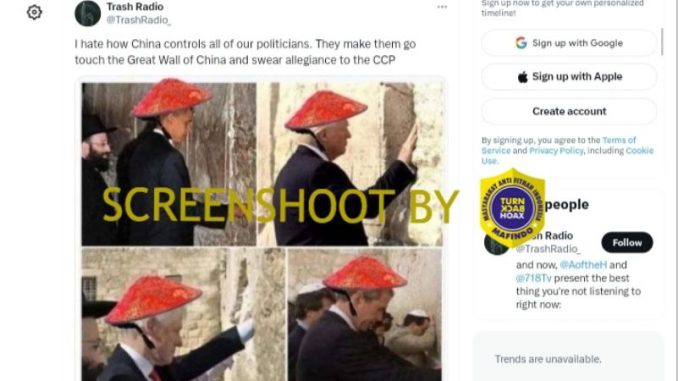 Trash Radio
@TrashRadio_
I hate how China controls all of our politicians. They make them go
touch the Great Wall of China and swear allegiance to the CCP
SCREENSHOOT BY
MASYARAKAT ANTI FITNAH INDONESIA
TURN
BACK
HOAX
MAFINDO
Sign up now to get your own personalized
timeline!
Sign up with Google
Sign up with Apple
Create account
By signing up, you agree to the Terms of
Service and Privacy Policy, including Cookie
Use.
people
Radio
@TrashRadio_
Follow
and now, @AoftheH and
@718Tv present the best
thing you're not listening to
right now:
Trends are unavailable.